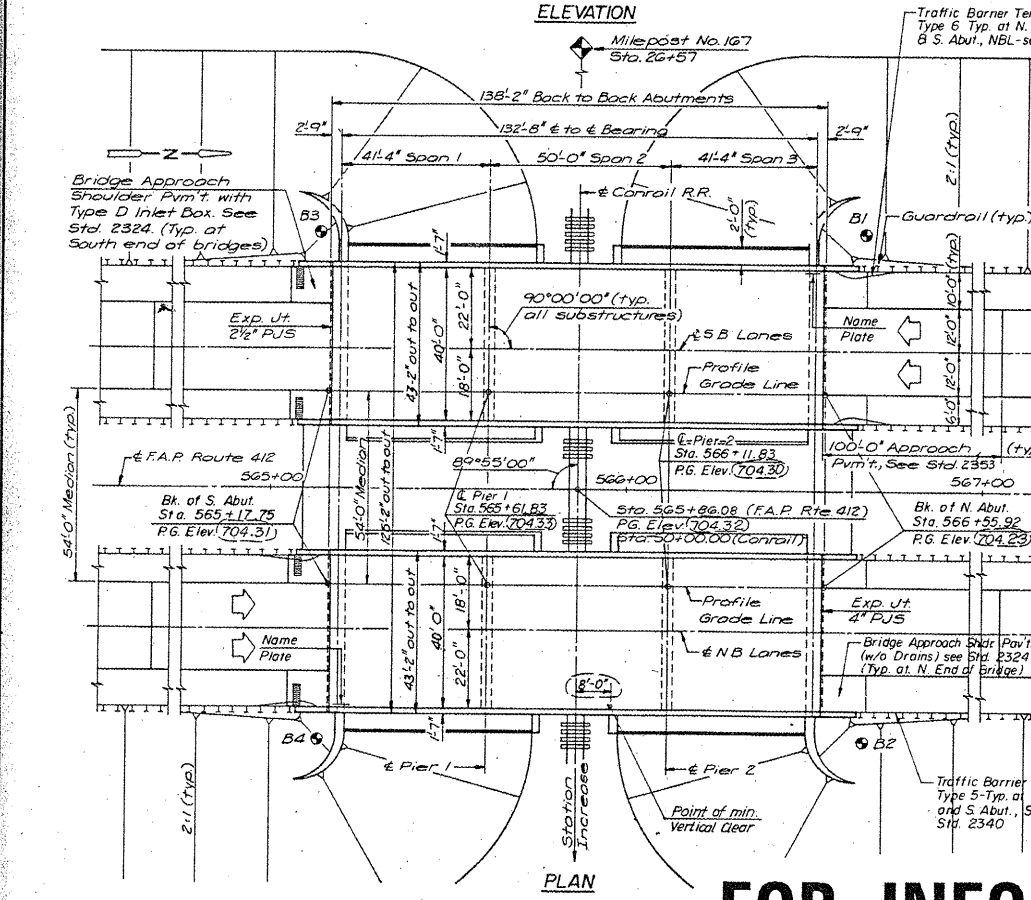 ELEVATION
Milepost No. 167
Sta. 26+57
Traffic Barrier
Type 6 Typ. at N.
& S. Abut.,
138'-2" Back to Back Abutments
2'-9"
132'-8" ℄ to ℄ Bearing
2'-9"
41'-4" Span 1
50'-0" Span 2
41'-4" Span 3
2:1 (typ.)
N
Bridge Approach
Shoulder Pvm't. with
Type D Inlet Box. See
Std. 2324. (Typ. at
South end of bridges)
B3
℄ Conrail R.R.
2'-0"
(typ.)
B1
Guardrail (typ.)
1'-7"
Exp. Jt.
2½" PJS
43'-2" out to out
40'-0"
22'-0"
18'-0"
90°00'00" (typ.
all substructures)
℄ S B Lanes
Profile
Grade Line
Name
Plate
10'-0"
12'-0"
12'-0"
6'-0"
54'-0" Median (typ.)
1'-7"
℄ F.A.P. Route 412
565+00
89°55'00"
℄ Pier 2
Sta. 566+11.83
P.G. Elev. 704.30
100'-0" Approach
Pvm't., See Std. 2353
566+00
567+00
54'-0" Median
125'-2" out to out
Bk. of S. Abut.
Sta. 565+17.75
P.G. Elev. 704.31
℄ Pier 1
Sta. 565+61.83
P.G. Elev. 704.33
Sta. 565+86.08 (F.A.P. Rte. 412)
P.G. Elev. 704.32
Sta. 50+00.00 (Conrail)
Bk. of N. Abut.
Sta. 566+55.92
P.G. Elev. 704.23
1'-7"
43'-2" out to out
40'-0"
18'-0"
22'-0"
Profile
Grade Line
Exp. Jt.
4" PJS
℄ N B Lanes
Name
Plate
Bridge Approach Shldr. Pav't.
(w/o Drains) see Std. 2324
(Typ. at N. End of Bridge)
8'-0"
1'-7"
B4
B2
℄ Pier 1
℄ Pier 2
2:1 (typ.)
Station
Increase
Point of min.
Vertical Clear
Traffic Barrier
Type 5-Typ. at
and S. Abut.,
Std. 2340
PLAN
FOR INFO